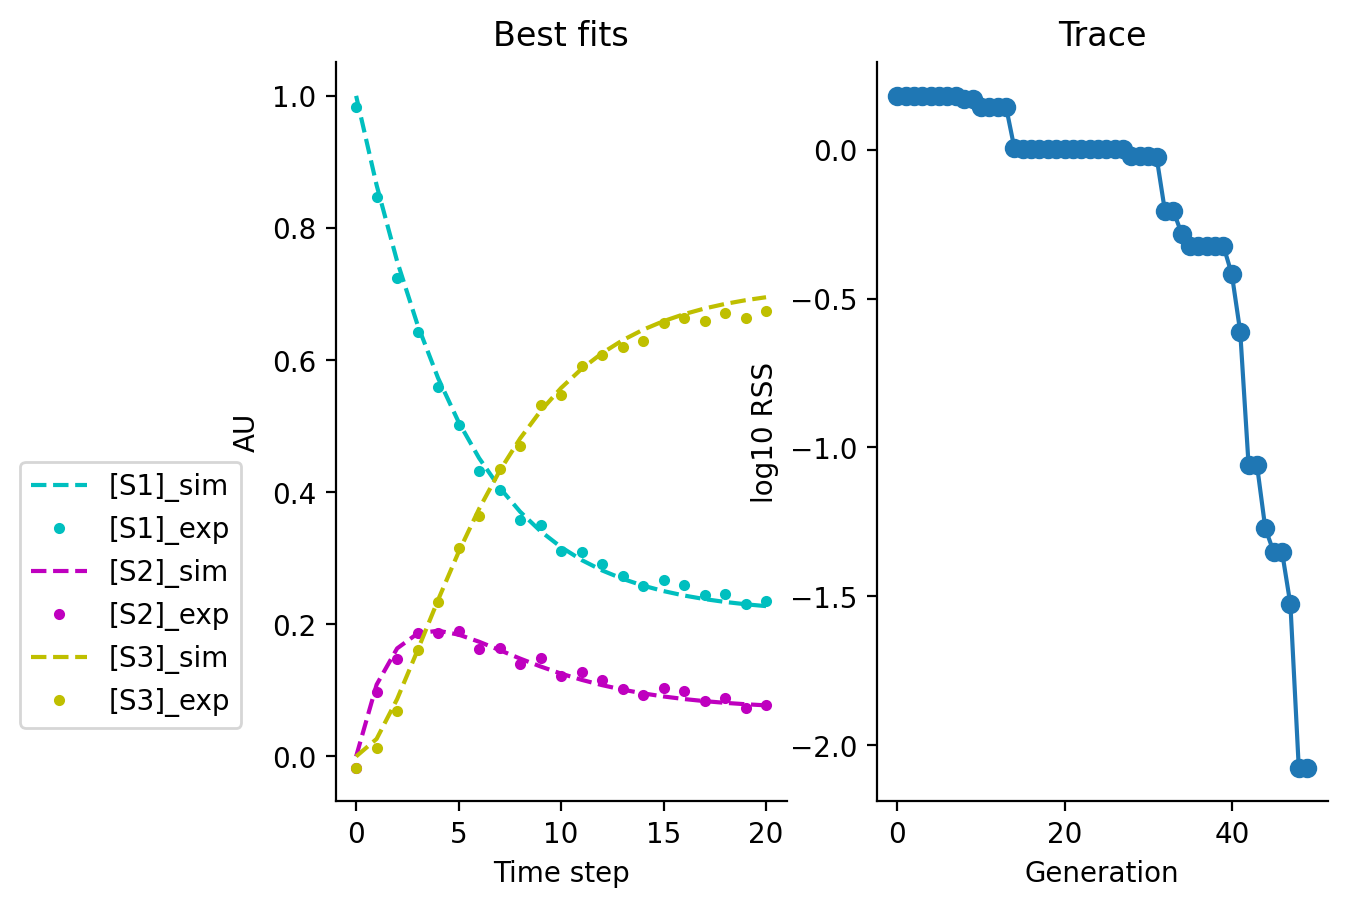 Best fits
Trace
1.0
0.8
0.6
0.4
0.2
0.0
AU
0
5
10
15
20
Time step
[S1]_sim
[S1]_exp
[S2]_sim
[S2]_exp
[S3]_sim
[S3]_exp
0.0
−0.5
−1.0
−1.5
−2.0
log10 RSS
0
20
40
Generation